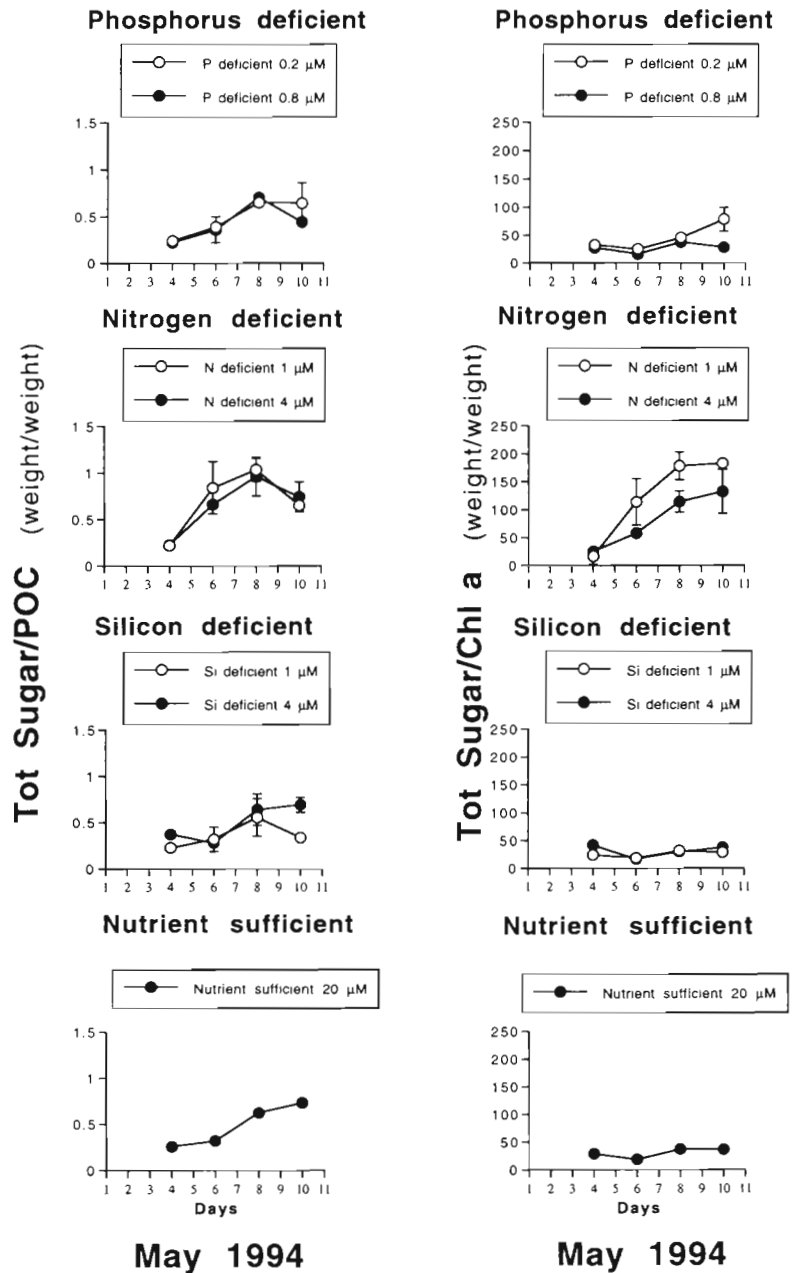 Phosphorus deficient
P deficient 0.2 µM
P deficient 0.8 µM
1.5
1
0.5
0
1 2 3 4 5 6 7 8 9 10 11
Nitrogen deficient
N deficient 1 µM
N deficient 4 µM
1.5
1
0.5
0
1 2 3 4 5 6 7 8 9 10 11
Silicon deficient
Si deficient 1 µM
Si deficient 4 µM
1.5
1
0.5
0
1 2 3 4 5 6 7 8 9 10 11
Nutrient sufficient
Nutrient sufficient 20 µM
1.5
1
0.5
0
1 2 3 4 5 6 7 8 9 10 11
Days
May 1994
Tot Sugar/POC (weight/weight)
Phosphorus deficient
P deficient 0.2 µM
P deficient 0.8 µM
250
200
150
100
50
0
1 2 3 4 5 6 7 8 9 10 11
Nitrogen deficient
N deficient 1 µM
N deficient 4 µM
250
200
150
100
50
0
1 2 3 4 5 6 7 8 9 10 11
Silicon deficient
Si deficient 1 µM
Si deficient 4 µM
250
200
150
100
50
0
1 2 3 4 5 6 7 8 9 10 11
Nutrient sufficient
Nutrient sufficient 20 µM
250
200
150
100
50
0
1 2 3 4 5 6 7 8 9 10 11
Days
May 1994
Tot Sugar/Chl a (weight/weight)